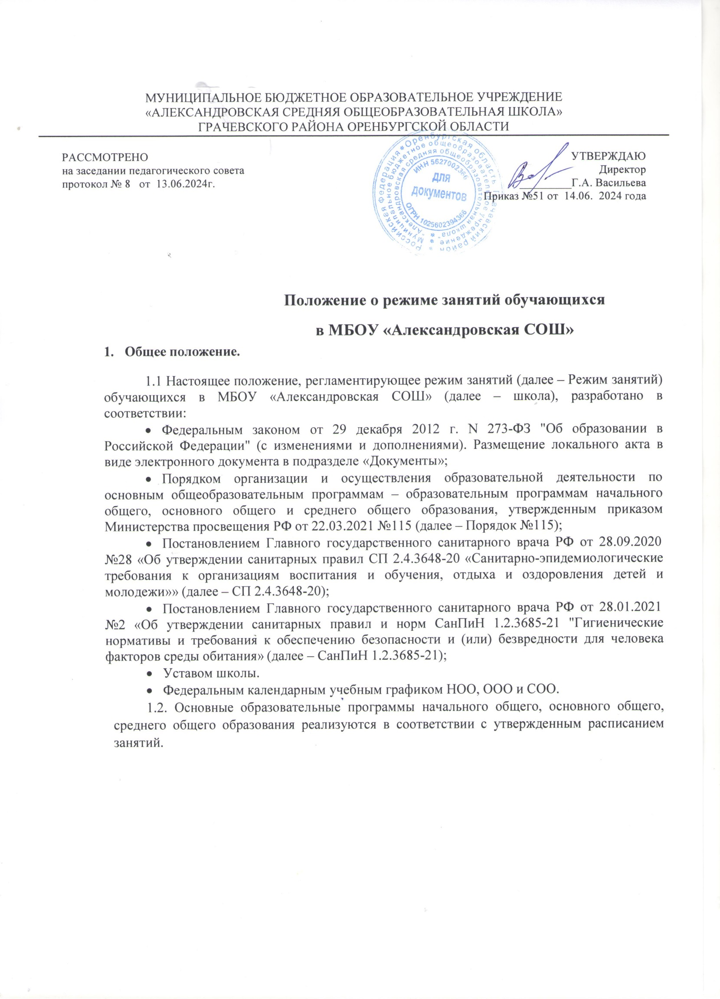 МУНИЦИПАЛЬНОЕ БЮДЖЕТНОЕ ОБРАЗОВАТЕЛЬНОЕ УЧРЕЖДЕНИЕ
«АЛЕКСАНДРОВСКАЯ СРЕДНЯЯ ОБЩЕОБРАЗОВАТЕЛЬНАЯ ШКОЛА»
ГРАЧЕВСКОГО РАЙОНА ОРЕНБУРГСКОЙ ОБЛАСТИ
РАССМОТРЕНО
на заседании педагогического совета
протокол № 8 от 13.06.2024г.
Российская Федерация * Оренбургская область Грачевский район *
Муниципальное бюджетное общеобразовательное учреждение *
"Александровская средняя общеобразовательная школа" *
ИНН 5627002366
для
документов
ОГРН 1025602394366
УТВЕРЖДАЮ
Директор
_________Г.А. Васильева
Приказ №51 от 14.06. 2024 года
Положение о режиме занятий обучающихся
в МБОУ «Александровская СОШ»
1. Общее положение.
1.1 Настоящее положение, регламентирующее режим занятий (далее – Режим занятий)
обучающихся в МБОУ «Александровская СОШ» (далее – школа), разработано в
соответствии:
• Федеральным законом от 29 декабря 2012 г. N 273-ФЗ "Об образовании в
Российской Федерации" (с изменениями и дополнениями). Размещение локального акта в
виде электронного документа в подразделе «Документы»;
• Порядком организации и осуществления образовательной деятельности по
основным общеобразовательным программам – образовательным программам начального
общего, основного общего и среднего общего образования, утвержденным приказом
Министерства просвещения РФ от 22.03.2021 №115 (далее – Порядок №115);
• Постановлением Главного государственного санитарного врача РФ от 28.09.2020
№28 «Об утверждении санитарных правил СП 2.4.3648-20 «Санитарно-эпидемиологические
требования к организациям воспитания и обучения, отдыха и оздоровления детей и
молодежи»» (далее – СП 2.4.3648-20);
• Постановлением Главного государственного санитарного врача РФ от 28.01.2021
№2 «Об утверждении санитарных правил и норм СанПиН 1.2.3685-21 "Гигиенические
нормативы и требования к обеспечению безопасности и (или) безвредности для человека
факторов среды обитания» (далее – СанПиН 1.2.3685-21);
• Уставом школы.
• Федеральным календарным учебным графиком НОО, ООО и СОО.
1.2. Основные образовательные программы начального общего, основного общего,
среднего общего образования реализуются в соответствии с утвержденным расписанием
занятий.